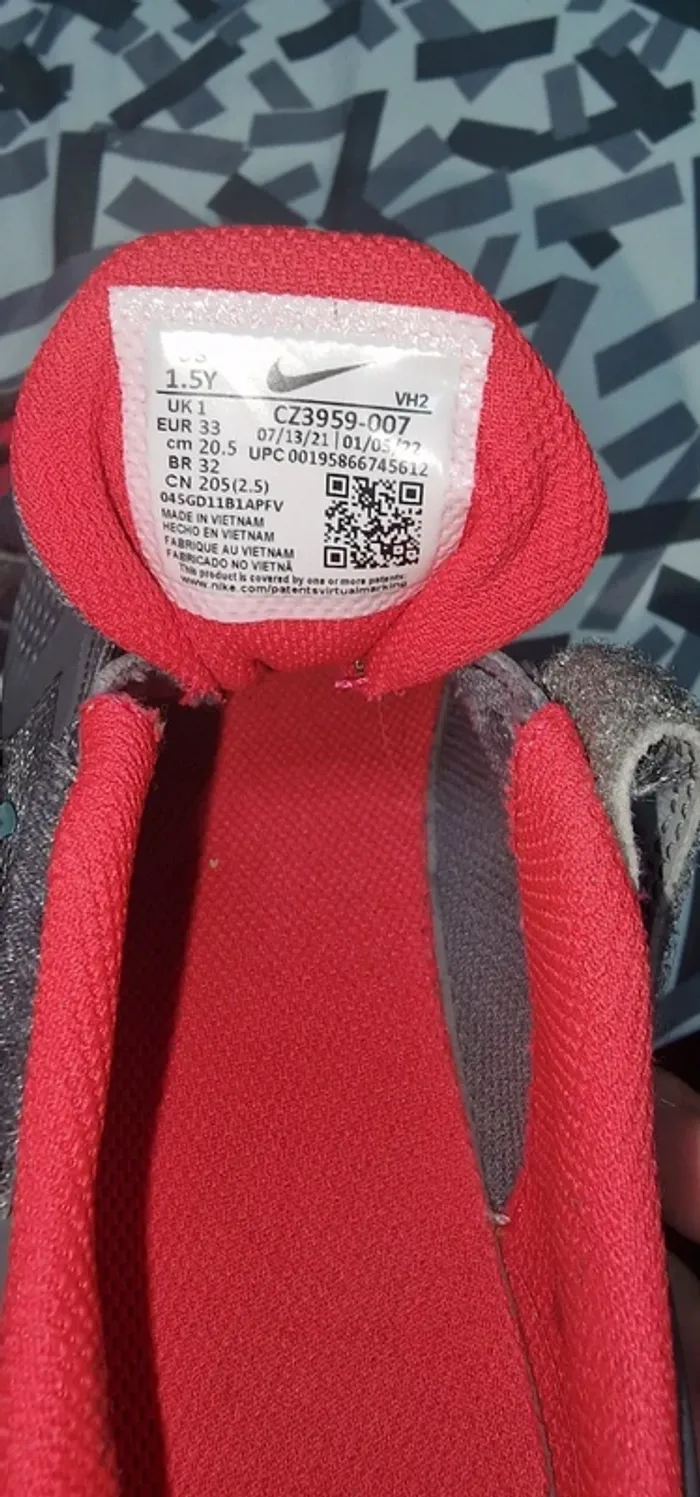 US
1.5Y
VH2
UK 1
CZ3959-007
EUR 33
07/13/21 | 01/05/22
cm 20.5
UPC 00195866745612
BR 32
CN 205(2.5)
045GD11B1APFV
MADE IN VIETNAM
HECHO EN VIETNAM
FABRIQUE AU VIETNAM
FABRICADO NO VIETNÃ
This product is covered by one or more patents:
www.nike.com/patentsvirtualmarking